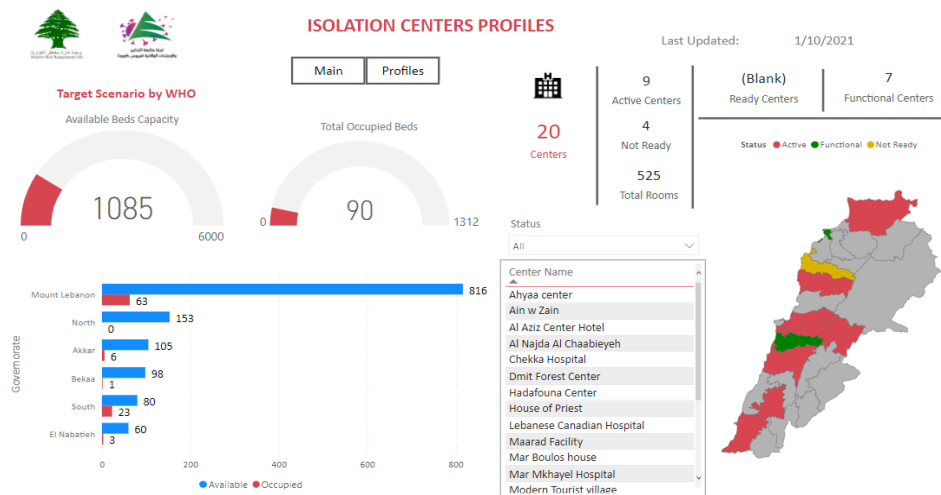 ISOLATION CENTERS PROFILES
Last Updated: 1/10/2021
Main
Profiles
Target Scenario by WHO
Available Beds Capacity
1085
0
6000
Total Occupied Beds
90
0
1312
20
Centers
9
Active Centers
4
Not Ready
525
Total Rooms
(Blank)
Ready Centers
7
Functional Centers
Status Active Functional Not Ready
Status
All
Center Name
Ahyaa center
Ain w Zain
Al Aziz Center Hotel
Al Najda Al Chaabieyeh
Chekka Hospital
Dmit Forest Center
Hadafouna Center
House of Priest
Lebanese Canadian Hospital
Maarad Facility
Mar Boulos house
Mar Mkhayel Hospital
Modern Tourist village
Governorate
Mount Lebanon
816
63
North
153
0
Akkar
105
6
Bekaa
98
1
South
80
23
El Nabatieh
60
3
0 200 400 600 800
Available Occupied